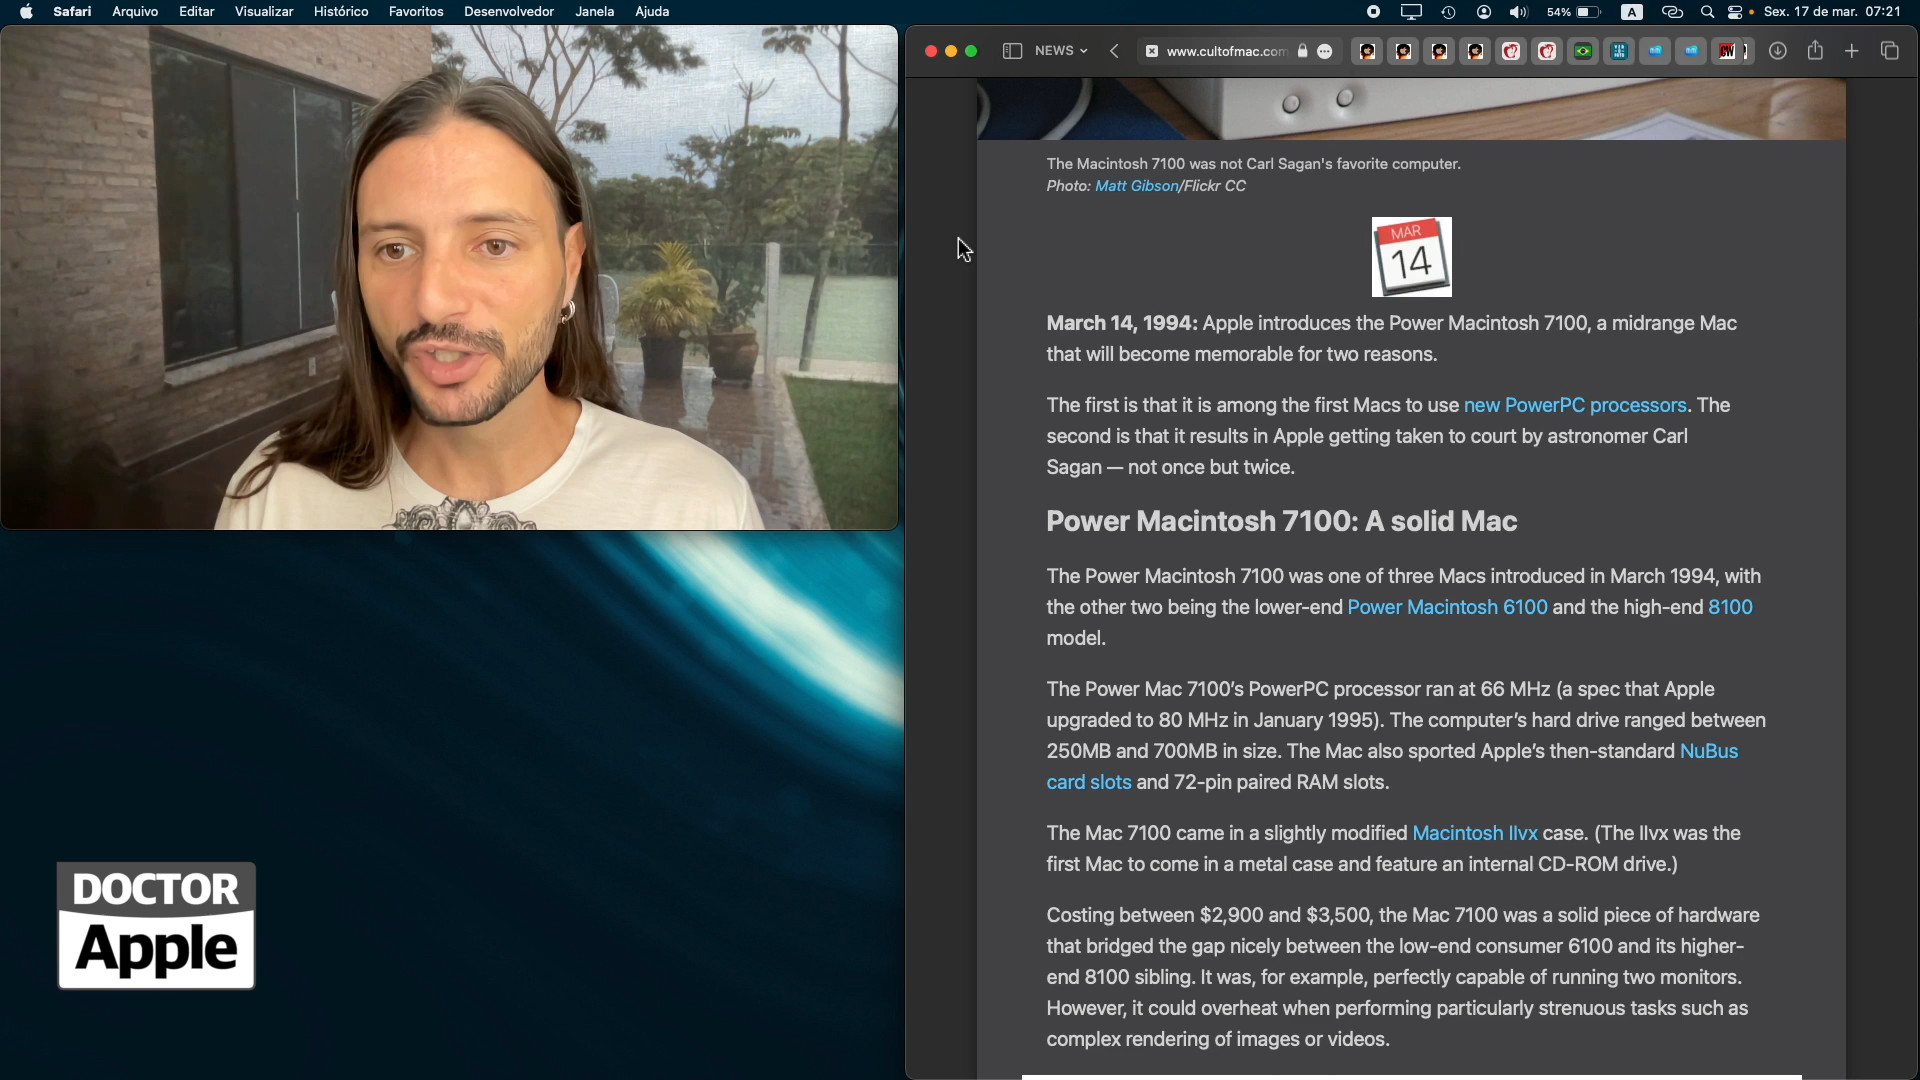 Safari Arquivo Editar Visualizar Histórico Favoritos Desenvolvedor Janela Ajuda 54% A Sex. 17 de mar. 07:21
NEWS www.cultofmac.com
The Macintosh 7100 was not Carl Sagan's favorite computer.
Photo: Matt Gibson/Flickr CC
MAR
14
March 14, 1994: Apple introduces the Power Macintosh 7100, a midrange Mac
that will become memorable for two reasons.
The first is that it is among the first Macs to use new PowerPC processors. The
second is that it results in Apple getting taken to court by astronomer Carl
Sagan — not once but twice.
Power Macintosh 7100: A solid Mac
The Power Macintosh 7100 was one of three Macs introduced in March 1994, with
the other two being the lower-end Power Macintosh 6100 and the high-end 8100
model.
The Power Mac 7100's PowerPC processor ran at 66 MHz (a spec that Apple
upgraded to 80 MHz in January 1995). The computer's hard drive ranged between
250MB and 700MB in size. The Mac also sported Apple's then-standard NuBus
card slots and 72-pin paired RAM slots.
The Mac 7100 came in a slightly modified Macintosh IIvx case. (The IIvx was the
first Mac to come in a metal case and feature an internal CD-ROM drive.)
Costing between $2,900 and $3,500, the Mac 7100 was a solid piece of hardware
that bridged the gap nicely between the low-end consumer 6100 and its higher-
end 8100 sibling. It was, for example, perfectly capable of running two monitors.
However, it could overheat when performing particularly strenuous tasks such as
complex rendering of images or videos.
DOCTOR
Apple